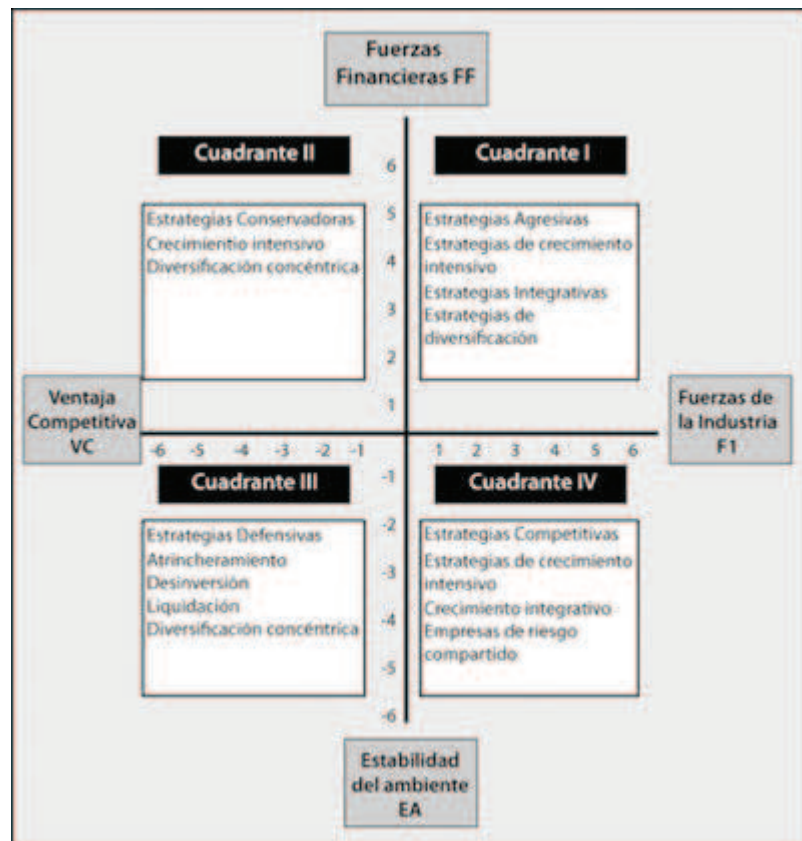 Fuerzas
Financieras FF
Cuadrante II
Cuadrante I
6
5
4
3
2
1
Estrategias Conservadoras
Crecimientio intensivo
Diversificación concéntrica
Estrategias Agresivas
Estrategias de crecimiento
intensivo
Estrategias Integrativas
Estrategias de
diversificación
Ventaja
Competitiva
VC
Fuerzas de
la Industria
F1
-6 -5 -4 -3 -2 -1 1 2 3 4 5 6
Cuadrante III
Cuadrante IV
-1
-2
-3
-4
-5
-6
Estrategias Defensivas
Atrincheramiento
Desinversión
Liquidación
Diversificación concéntrica
Estrategias Competitivas
Estrategias de crecimiento
intensivo
Crecimiento integrativo
Empresas de riesgo
compartido
Estabilidad
del ambiente
EA